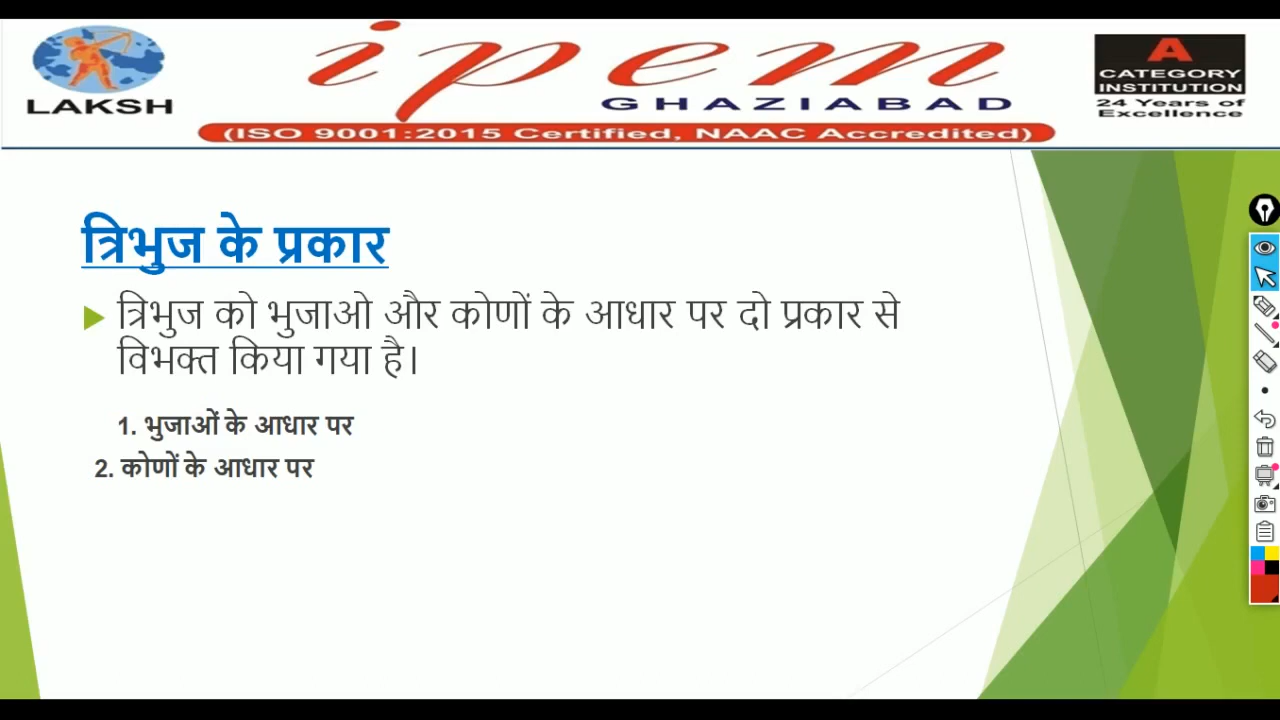 LAKSH
ipem
GHAZIABAD
(ISO 9001:2015 Certified, NAAC Accredited)
A
CATEGORY
INSTITUTION
24 Years of
Excellence
त्रिभुज के प्रकार
त्रिभुज को भुजाओ और कोणों के आधार पर दो प्रकार से
विभक्त किया गया है।
1. भुजाओं के आधार पर
2. कोणों के आधार पर